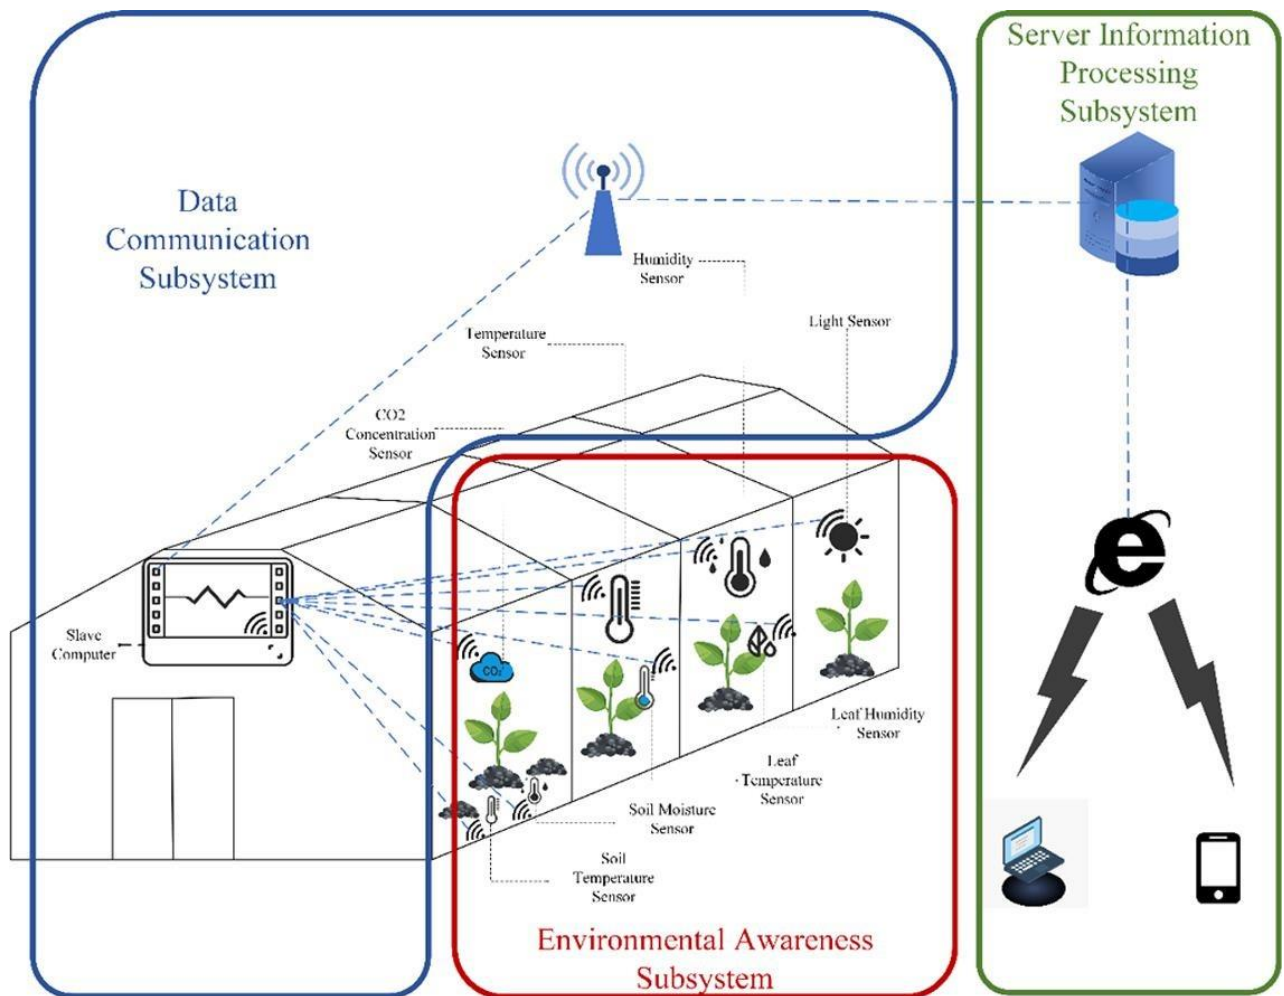 Server Information
Processing
Subsystem
Data
Communication
Subsystem
Humidity
Sensor
Light Sensor
Temperature
Sensor
CO2
Concentration
Sensor
Slave
Computer
CO₂
Leaf Humidity
Sensor
Leaf
Temperature
Sensor
Soil Moisture
Sensor
Soil
Temperature
Sensor
Environmental Awareness
Subsystem